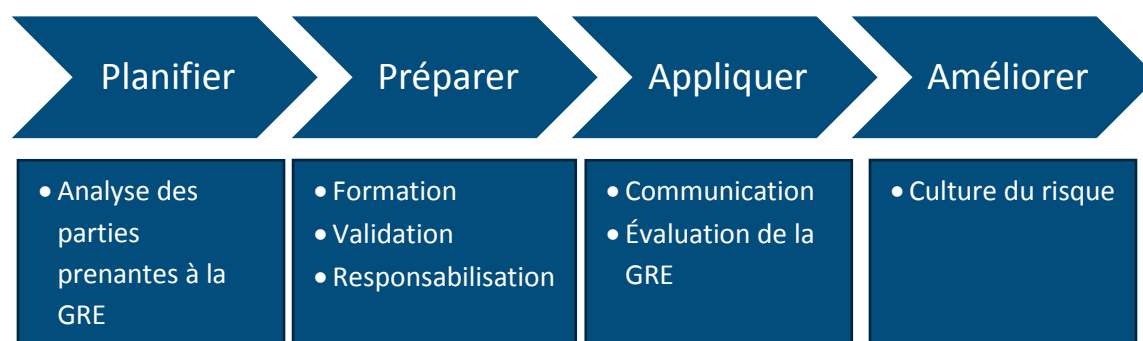 Planifier
Préparer
Appliquer
Améliorer
• Analyse des
parties
prenantes à la
GRE
• Formation
• Validation
• Responsabilisation
• Communication
• Évaluation de la
GRE
• Culture du risque